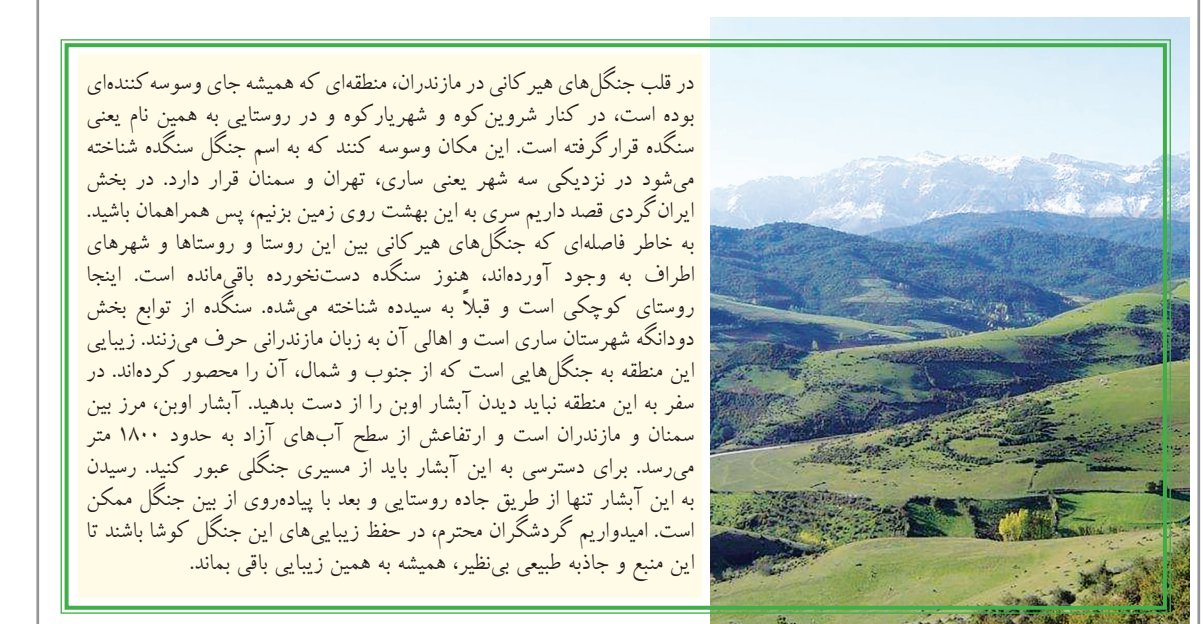 در قلب جنگل‌های هیرکانی در مازندران، منطقه‌ای که همیشه جای وسوسه‌کننده‌ای
بوده است، در کنار شروین‌کوه و شهریارکوه و در روستایی به همین نام یعنی
سنگده قرارگرفته است. این مکان وسوسه کنند که به اسم جنگل سنگده شناخته
می‌شود در نزدیکی سه شهر یعنی ساری، تهران و سمنان قرار دارد. در بخش
ایران‌گردی قصد داریم سری به این بهشت روی زمین بزنیم، پس همراهمان باشید.
به خاطر فاصله‌ای که جنگل‌های هیرکانی بین این روستا و روستاها و شهرهای
اطراف به وجود آورده‌اند، هنوز سنگده دست‌نخورده باقی‌مانده است. اینجا
روستای کوچکی است و قبلاً به سیدده شناخته می‌شده. سنگده از توابع بخش
دودانگه شهرستان ساری است و اهالی آن به زبان مازندرانی حرف می‌زنند. زیبایی
این منطقه به جنگل‌هایی است که از جنوب و شمال، آن را محصور کرده‌اند. در
سفر به این منطقه نباید دیدن آبشار اوبن را از دست بدهید. آبشار اوبن، مرز بین
سمنان و مازندران است و ارتفاعش از سطح آب‌های آزاد به حدود ۱۸۰۰ متر
می‌رسد. برای دسترسی به این آبشار باید از مسیری جنگلی عبور کنید. رسیدن
به این آبشار تنها از طریق جاده روستایی و بعد با پیاده‌روی از بین جنگل ممکن
است. امیدواریم گردشگران محترم، در حفظ زیبایی‌های این جنگل کوشا باشند تا
این منبع و جاذبه طبیعی بی‌نظیر، همیشه به همین زیبایی باقی بماند.